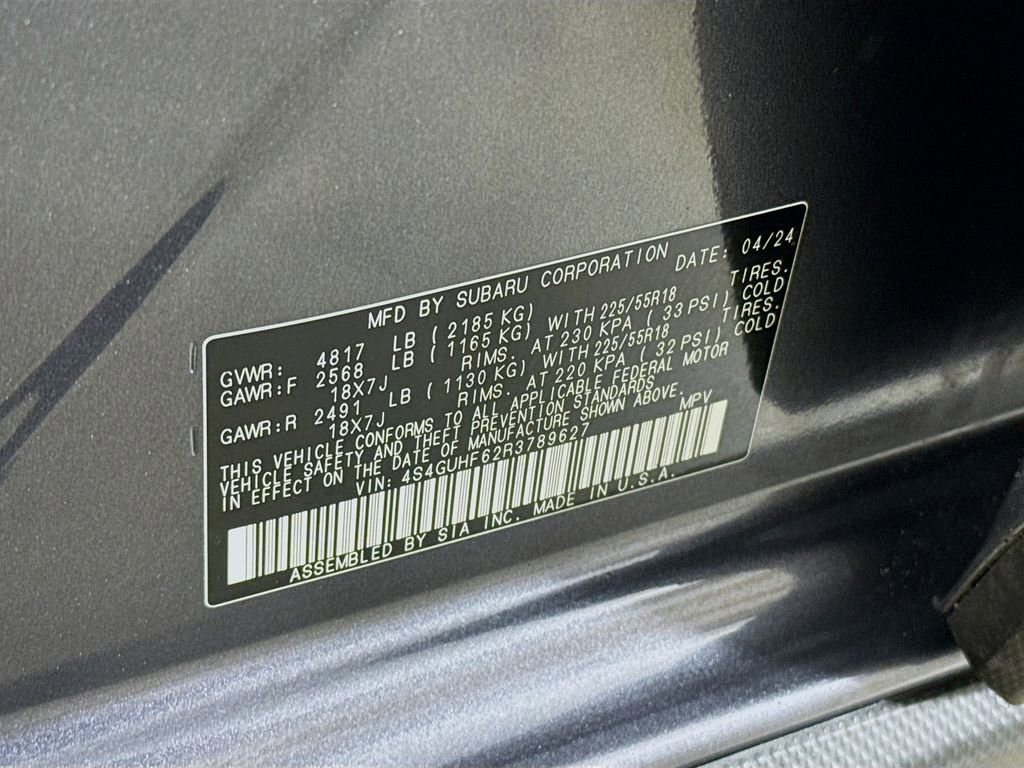 MFD BY SUBARU CORPORATION DATE: 04/24
GVWR: 4817 LB ( 2185 KG)
GAWR:F 2568 LB ( 1165 KG) WITH 225/55R18 TIRES.
18X7J RIMS. AT 230 KPA ( 33 PSI) COLD
GAWR:R 2491 LB ( 1130 KG) WITH 225/55R18 TIRES.
18X7J RIMS. AT 220 KPA ( 32 PSI) COLD
THIS VEHICLE CONFORMS TO ALL APPLICABLE FEDERAL MOTOR
VEHICLE SAFETY AND THEFT PREVENTION STANDARDS
IN EFFECT ON THE DATE OF MANUFACTURE SHOWN ABOVE.
VIN: 4S4GUHF62R3789627 MPV
ASSEMBLED BY SIA INC. MADE IN U.S.A.